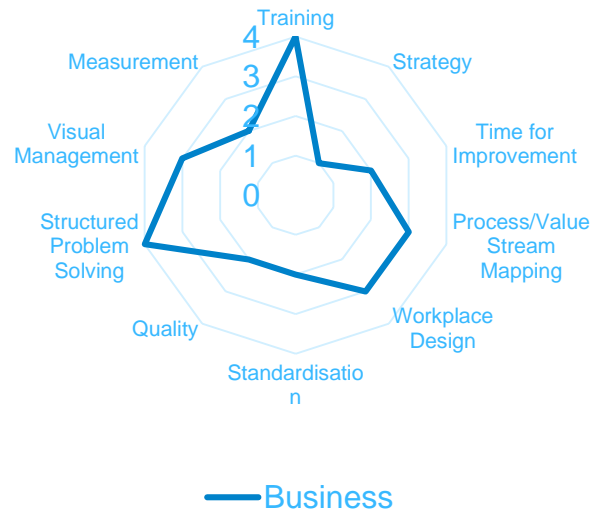 Training
4
3
2
1
0
Strategy
Time for
Improvement
Process/Value
Stream
Mapping
Workplace
Design
Standardisatio
n
Quality
Structured
Problem
Solving
Visual
Management
Measurement
Business